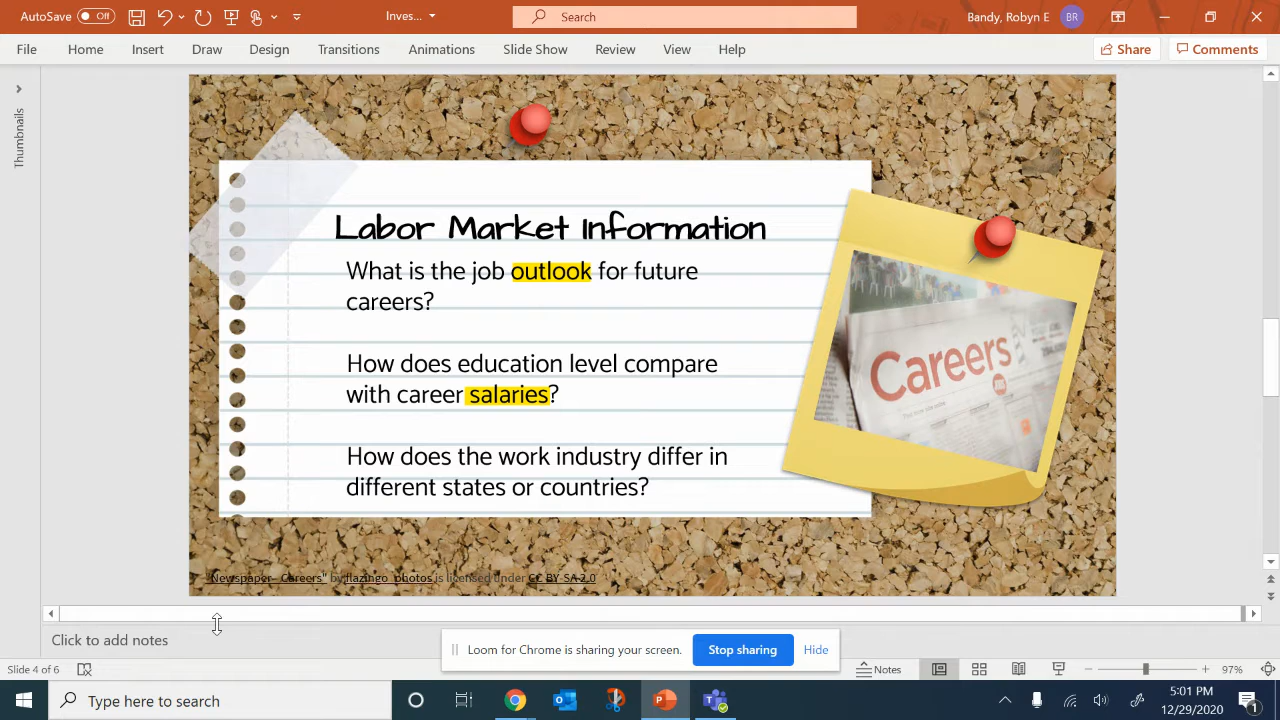 AutoSave Off Inves... Search Bandy, Robyn E BR
File Home Insert Draw Design Transitions Animations Slide Show Review View Help Share Comments
Thumbnails
Labor Market Information
What is the job outlook for future
careers?
How does education level compare
with career salaries?
How does the work industry differ in
different states or countries?
Careers
"Newspaper - Careers" by flazingo_photos is licensed under CC BY-SA 2.0
Click to add notes
Loom for Chrome is sharing your screen. Stop sharing Hide
Slide 4 of 6 Notes 97%
Type here to search
5:01 PM
12/29/2020
1